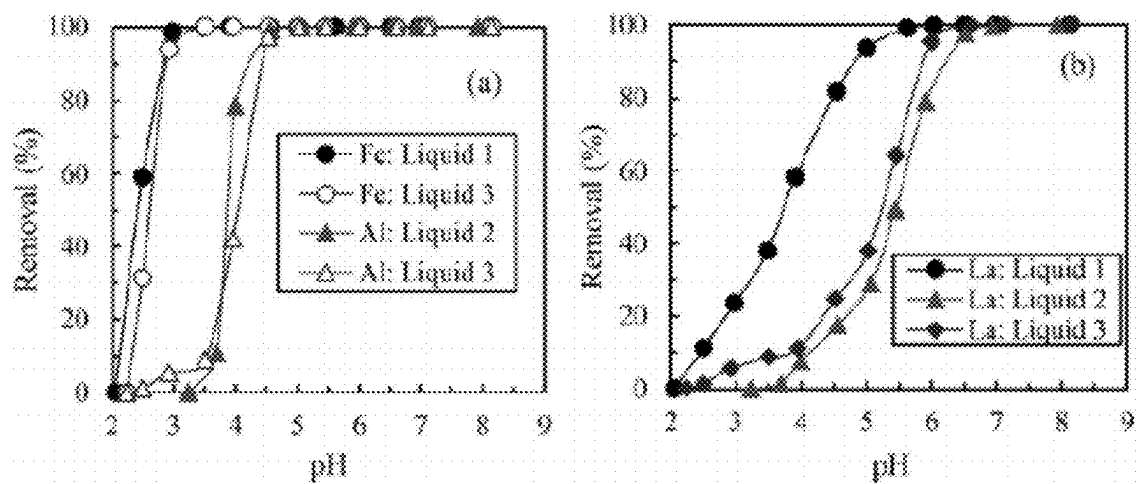 (a)
100
80
60
40
20
0
Removal (%)
Fe: Liquid 1
Fe: Liquid 3
Al: Liquid 2
Al: Liquid 3
2 3 4 5 6 7 8 9
pH
(b)
100
80
60
40
20
0
Removal (%)
La: Liquid 1
La: Liquid 2
La: Liquid 3
2 3 4 5 6 7 8 9
pH